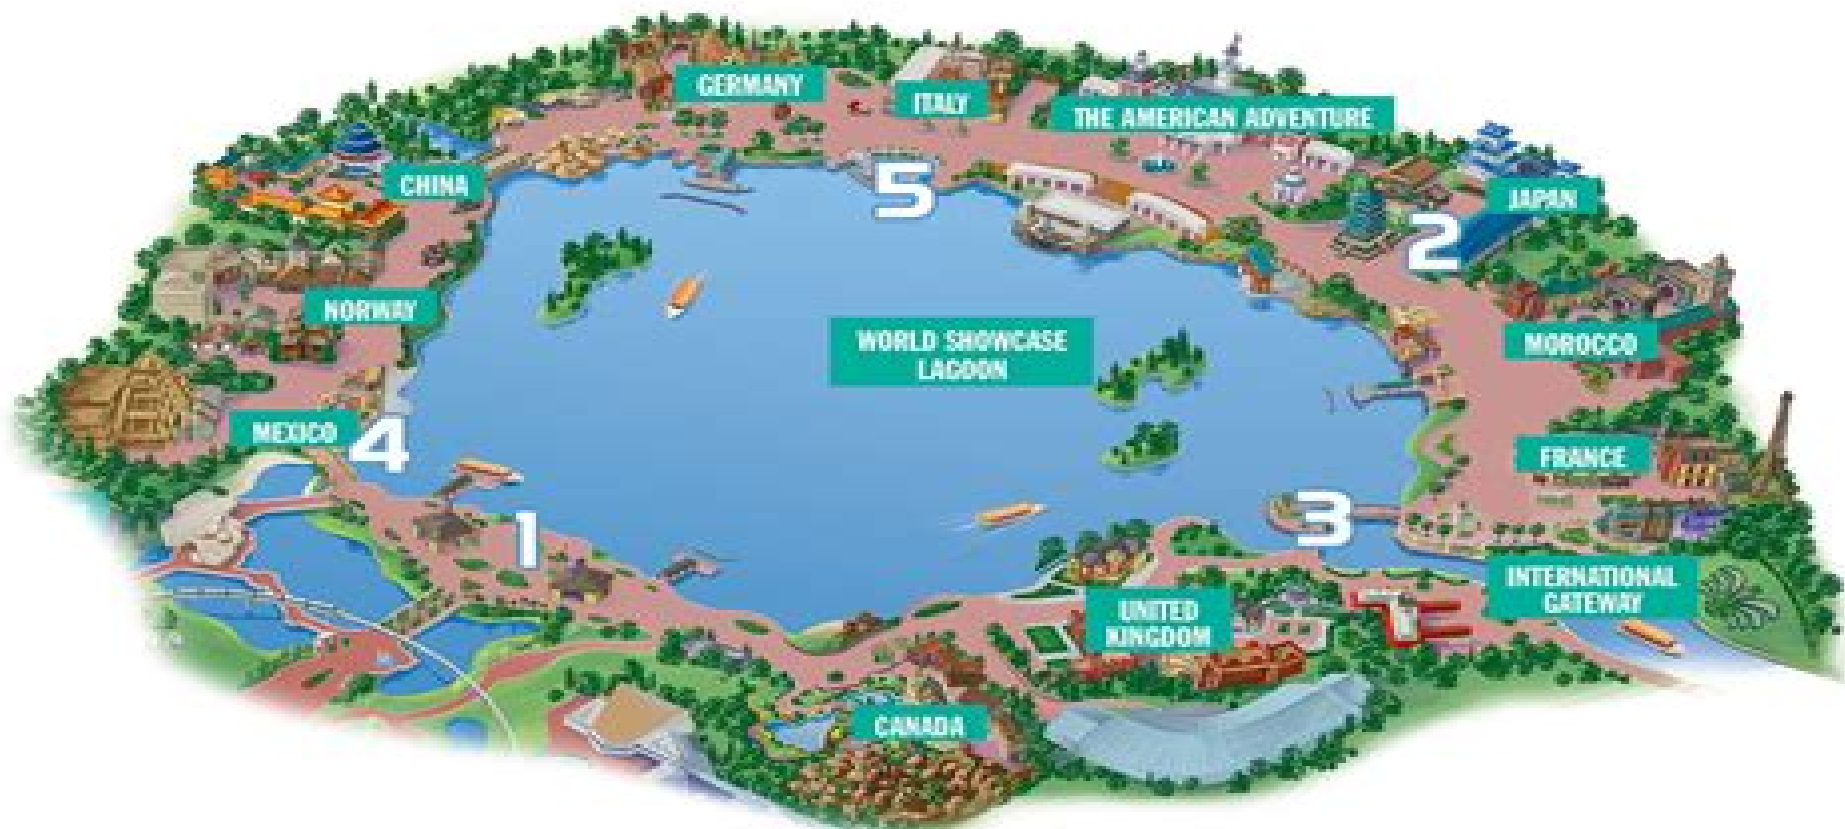 GERMANY
ITALY
THE AMERICAN ADVENTURE
CHINA
5
JAPAN
2
NORWAY
WORLD SHOWCASE
LAGOON
MOROCCO
MEXICO
4
FRANCE
1
3
INTERNATIONAL
GATEWAY
UNITED
KINGDOM
CANADA